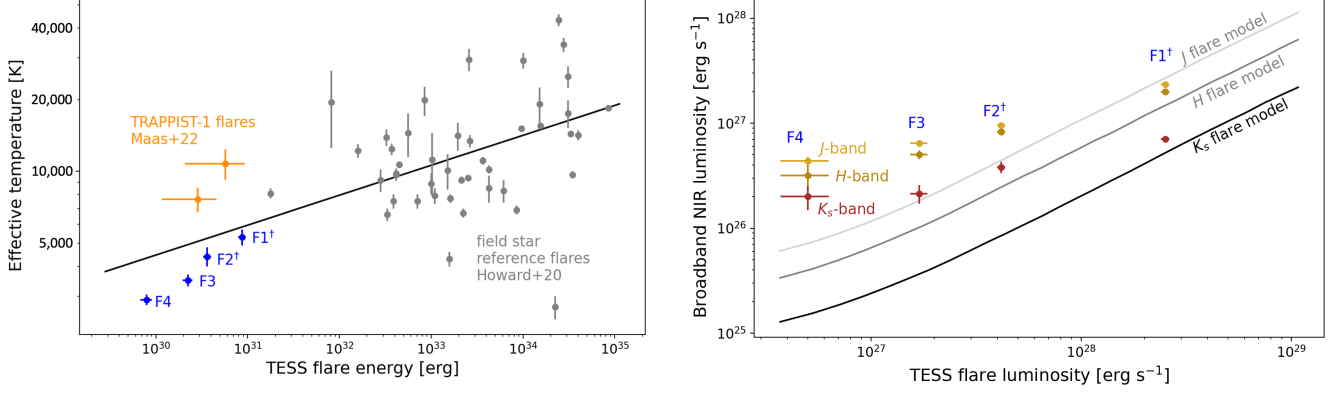 Effective temperature [K]
40,000
20,000
10,000
5,000
TRAPPIST-1 flares
Maas+22
F1†
F2†
F3
F4
field star
reference flares
Howard+20
10^30
10^31
10^32
10^33
10^34
10^35
TESS flare energy [erg]
Broadband NIR luminosity [erg s^−1]
10^28
10^27
10^26
10^25
F4
F3
F2†
F1†
J flare model
H flare model
K_s flare model
J-band
H-band
K_s-band
10^27
10^28
10^29
TESS flare luminosity [erg s^−1]